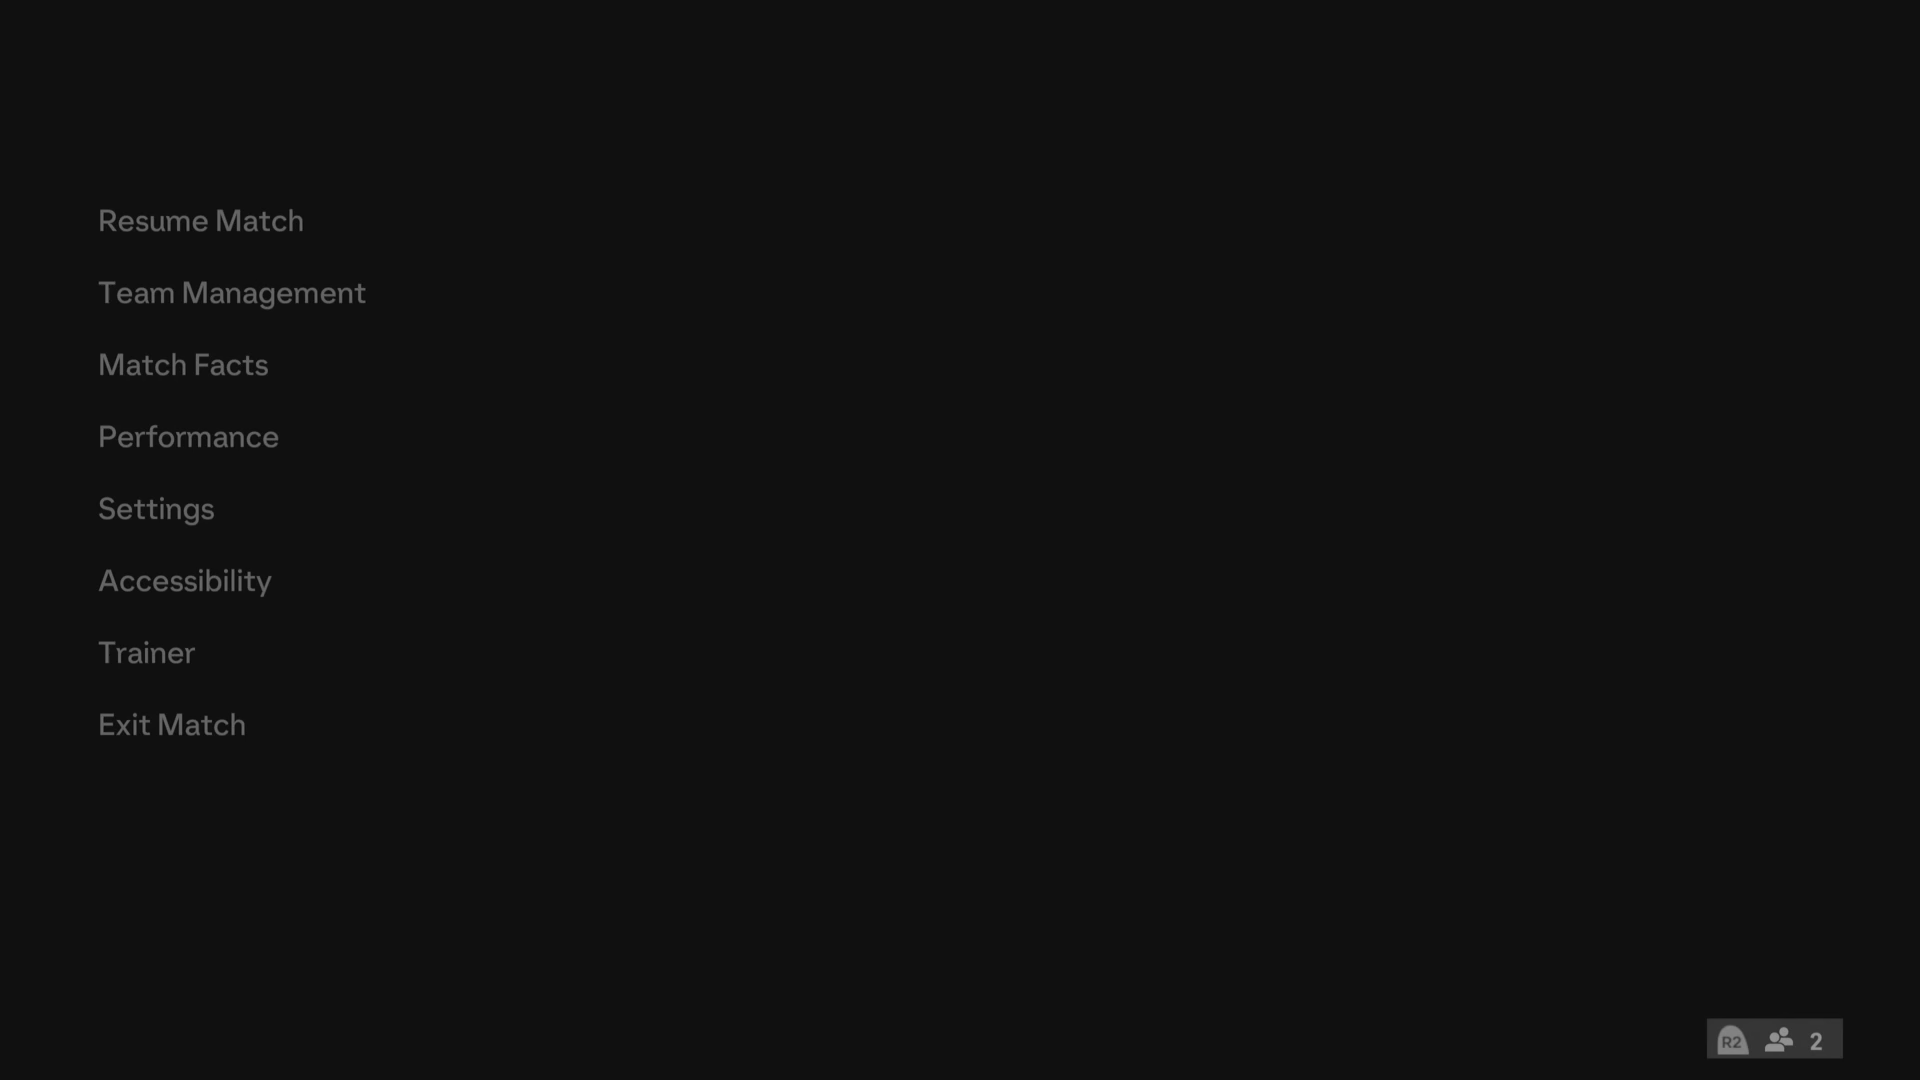 Resume Match
Team Management
Match Facts
Performance
Settings
Accessibility
Trainer
Exit Match
R2 2